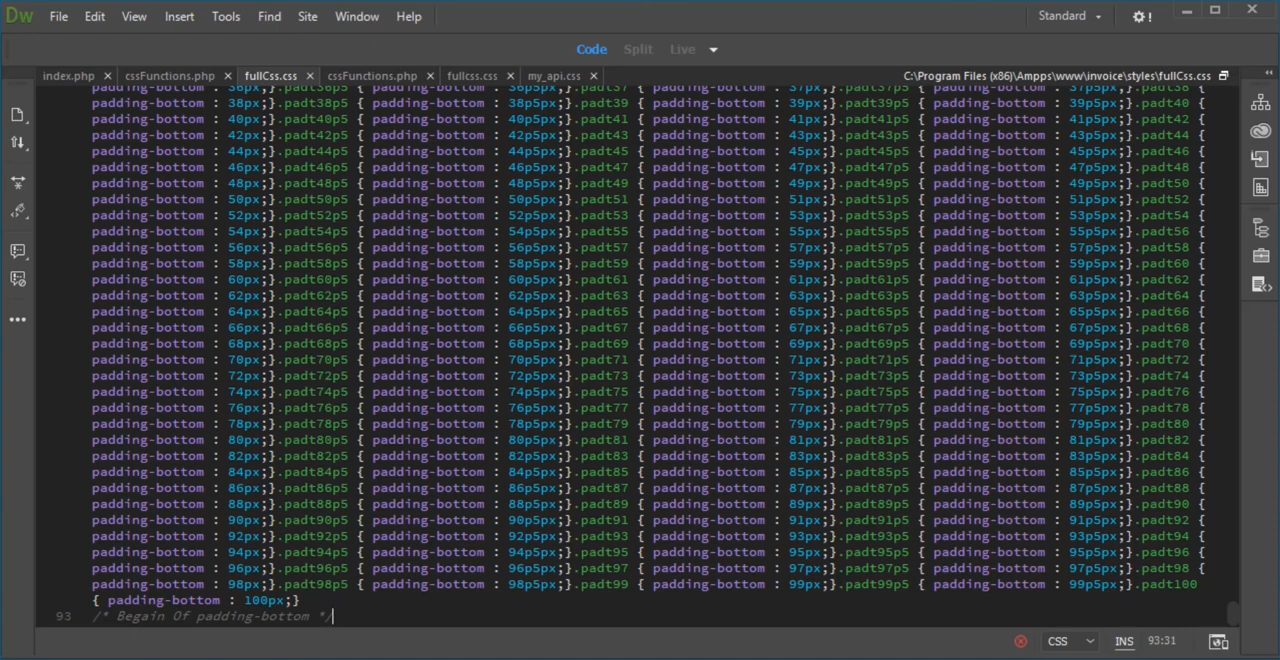 Dw File Edit View Insert Tools Find Site Window Help Standard !
Code Split Live
index.php cssFunctions.php fullCss.css cssFunctions.php fullcss.css my_api.css C:\Program Files (x86)\Ampps\www\invoice\styles\fullCss.css
padding-bottom : 36px;}.padt36p5 { padding-bottom : 36p5px;}.padt37 { padding-bottom : 37px;}.padt37p5 { padding-bottom : 37p5px;}.padt38 {
padding-bottom : 38px;}.padt38p5 { padding-bottom : 38p5px;}.padt39 { padding-bottom : 39px;}.padt39p5 { padding-bottom : 39p5px;}.padt40 {
padding-bottom : 40px;}.padt40p5 { padding-bottom : 40p5px;}.padt41 { padding-bottom : 41px;}.padt41p5 { padding-bottom : 41p5px;}.padt42 {
padding-bottom : 42px;}.padt42p5 { padding-bottom : 42p5px;}.padt43 { padding-bottom : 43px;}.padt43p5 { padding-bottom : 43p5px;}.padt44 {
padding-bottom : 44px;}.padt44p5 { padding-bottom : 44p5px;}.padt45 { padding-bottom : 45px;}.padt45p5 { padding-bottom : 45p5px;}.padt46 {
padding-bottom : 46px;}.padt46p5 { padding-bottom : 46p5px;}.padt47 { padding-bottom : 47px;}.padt47p5 { padding-bottom : 47p5px;}.padt48 {
padding-bottom : 48px;}.padt48p5 { padding-bottom : 48p5px;}.padt49 { padding-bottom : 49px;}.padt49p5 { padding-bottom : 49p5px;}.padt50 {
padding-bottom : 50px;}.padt50p5 { padding-bottom : 50p5px;}.padt51 { padding-bottom : 51px;}.padt51p5 { padding-bottom : 51p5px;}.padt52 {
padding-bottom : 52px;}.padt52p5 { padding-bottom : 52p5px;}.padt53 { padding-bottom : 53px;}.padt53p5 { padding-bottom : 53p5px;}.padt54 {
padding-bottom : 54px;}.padt54p5 { padding-bottom : 54p5px;}.padt55 { padding-bottom : 55px;}.padt55p5 { padding-bottom : 55p5px;}.padt56 {
padding-bottom : 56px;}.padt56p5 { padding-bottom : 56p5px;}.padt57 { padding-bottom : 57px;}.padt57p5 { padding-bottom : 57p5px;}.padt58 {
padding-bottom : 58px;}.padt58p5 { padding-bottom : 58p5px;}.padt59 { padding-bottom : 59px;}.padt59p5 { padding-bottom : 59p5px;}.padt60 {
padding-bottom : 60px;}.padt60p5 { padding-bottom : 60p5px;}.padt61 { padding-bottom : 61px;}.padt61p5 { padding-bottom : 61p5px;}.padt62 {
padding-bottom : 62px;}.padt62p5 { padding-bottom : 62p5px;}.padt63 { padding-bottom : 63px;}.padt63p5 { padding-bottom : 63p5px;}.padt64 {
padding-bottom : 64px;}.padt64p5 { padding-bottom : 64p5px;}.padt65 { padding-bottom : 65px;}.padt65p5 { padding-bottom : 65p5px;}.padt66 {
padding-bottom : 66px;}.padt66p5 { padding-bottom : 66p5px;}.padt67 { padding-bottom : 67px;}.padt67p5 { padding-bottom : 67p5px;}.padt68 {
padding-bottom : 68px;}.padt68p5 { padding-bottom : 68p5px;}.padt69 { padding-bottom : 69px;}.padt69p5 { padding-bottom : 69p5px;}.padt70 {
padding-bottom : 70px;}.padt70p5 { padding-bottom : 70p5px;}.padt71 { padding-bottom : 71px;}.padt71p5 { padding-bottom : 71p5px;}.padt72 {
padding-bottom : 72px;}.padt72p5 { padding-bottom : 72p5px;}.padt73 { padding-bottom : 73px;}.padt73p5 { padding-bottom : 73p5px;}.padt74 {
padding-bottom : 74px;}.padt74p5 { padding-bottom : 74p5px;}.padt75 { padding-bottom : 75px;}.padt75p5 { padding-bottom : 75p5px;}.padt76 {
padding-bottom : 76px;}.padt76p5 { padding-bottom : 76p5px;}.padt77 { padding-bottom : 77px;}.padt77p5 { padding-bottom : 77p5px;}.padt78 {
padding-bottom : 78px;}.padt78p5 { padding-bottom : 78p5px;}.padt79 { padding-bottom : 79px;}.padt79p5 { padding-bottom : 79p5px;}.padt80 {
padding-bottom : 80px;}.padt80p5 { padding-bottom : 80p5px;}.padt81 { padding-bottom : 81px;}.padt81p5 { padding-bottom : 81p5px;}.padt82 {
padding-bottom : 82px;}.padt82p5 { padding-bottom : 82p5px;}.padt83 { padding-bottom : 83px;}.padt83p5 { padding-bottom : 83p5px;}.padt84 {
padding-bottom : 84px;}.padt84p5 { padding-bottom : 84p5px;}.padt85 { padding-bottom : 85px;}.padt85p5 { padding-bottom : 85p5px;}.padt86 {
padding-bottom : 86px;}.padt86p5 { padding-bottom : 86p5px;}.padt87 { padding-bottom : 87px;}.padt87p5 { padding-bottom : 87p5px;}.padt88 {
padding-bottom : 88px;}.padt88p5 { padding-bottom : 88p5px;}.padt89 { padding-bottom : 89px;}.padt89p5 { padding-bottom : 89p5px;}.padt90 {
padding-bottom : 90px;}.padt90p5 { padding-bottom : 90p5px;}.padt91 { padding-bottom : 91px;}.padt91p5 { padding-bottom : 91p5px;}.padt92 {
padding-bottom : 92px;}.padt92p5 { padding-bottom : 92p5px;}.padt93 { padding-bottom : 93px;}.padt93p5 { padding-bottom : 93p5px;}.padt94 {
padding-bottom : 94px;}.padt94p5 { padding-bottom : 94p5px;}.padt95 { padding-bottom : 95px;}.padt95p5 { padding-bottom : 95p5px;}.padt96 {
padding-bottom : 96px;}.padt96p5 { padding-bottom : 96p5px;}.padt97 { padding-bottom : 97px;}.padt97p5 { padding-bottom : 97p5px;}.padt98 {
padding-bottom : 98px;}.padt98p5 { padding-bottom : 98p5px;}.padt99 { padding-bottom : 99px;}.padt99p5 { padding-bottom : 99p5px;}.padt100
{ padding-bottom : 100px;}
93 /* Begain Of padding-bottom */
CSS INS 93:31